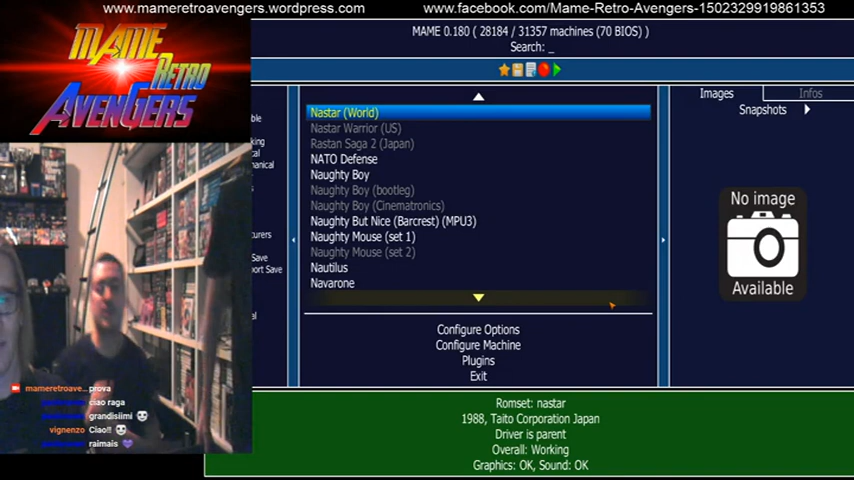 www.mameretroavengers.wordpress.com
www.facebook.com/Mame-Retro-Avengers-1502329919861353
MAME
RETRO
AVENGERS
MAME 0.180 ( 28184 / 31357 machines (70 BIOS) )
Search: _
Images
Infos
Snapshots
Nastar (World)
Nastar Warrior (US)
Rastan Saga 2 (Japan)
NATO Defense
Naughty Boy
Naughty Boy (bootleg)
Naughty Boy (Cinematronics)
Naughty But Nice (Barcrest) (MPU3)
Naughty Mouse (set 1)
Naughty Mouse (set 2)
Nautilus
Navarone
No image
Available
Configure Options
Configure Machine
Plugins
Exit
Romset: nastar
1988, Taito Corporation Japan
Driver is parent
Overall: Working
Graphics: OK, Sound: OK
mameretroave... prova
ciao raga
grandisiimi
vignenzo Ciao!!
raimais